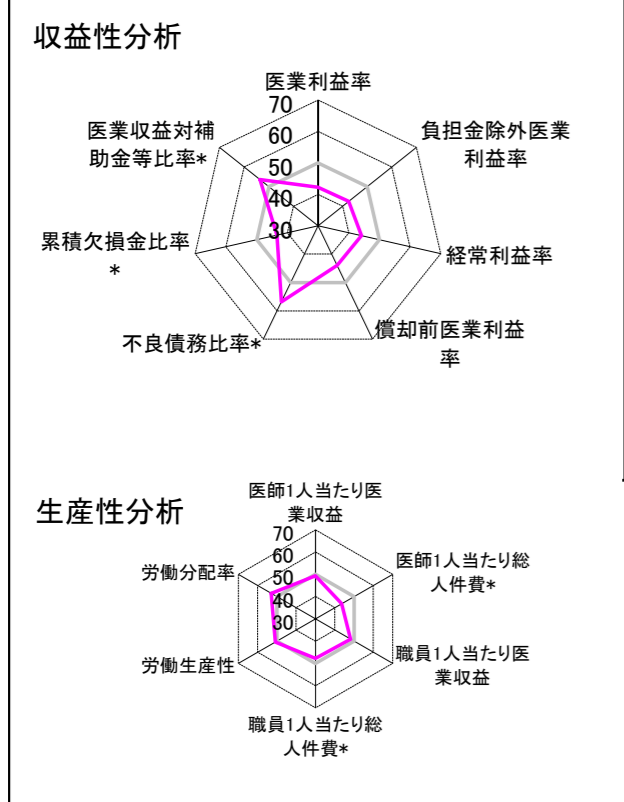 収益性分析
医業利益率
負担金除外医業
利益率
経常利益率
償却前医業利益
率
不良債務比率*
累積欠損金比率
*
医業収益対補
助金等比率*
70
60
50
40
30
生産性分析
医師1人当たり医
業収益
医師1人当たり総
人件費*
職員1人当たり医
業収益
職員1人当たり総
人件費*
労働生産性
労働分配率
70
60
50
40
30